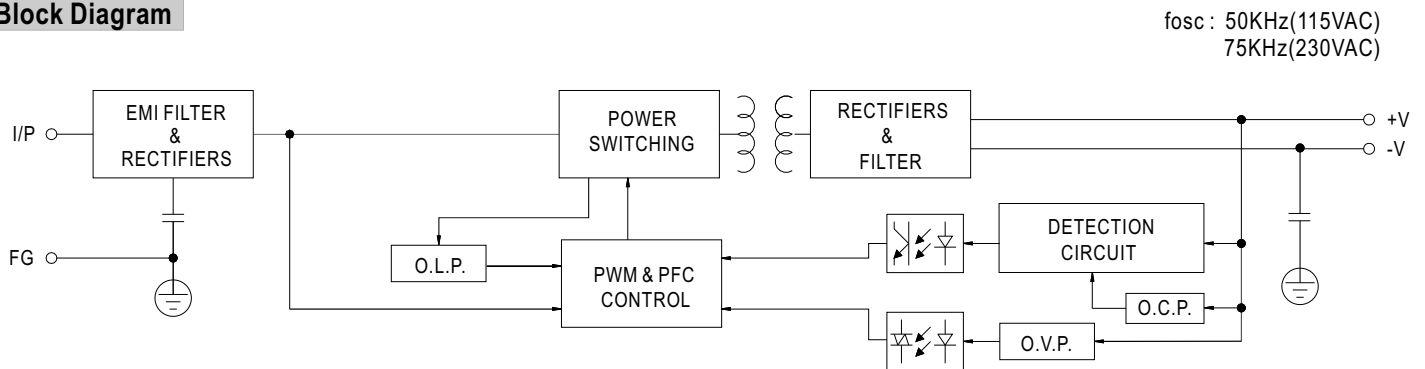 Block Diagram
fosc : 50KHz(115VAC)
75KHz(230VAC)
I/P
EMI FILTER
&
RECTIFIERS
POWER
SWITCHING
RECTIFIERS
&
FILTER
+V
-V
FG
O.L.P.
PWM & PFC
CONTROL
DETECTION
CIRCUIT
O.C.P.
O.V.P.